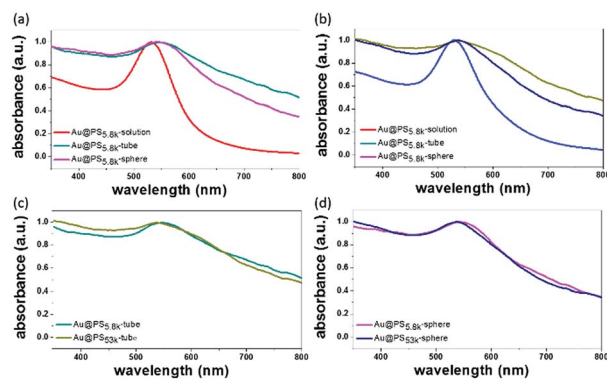 (a)
absorbance (a.u.)
1.0
0.8
0.6
0.4
0.2
0.0
Au@PS5.8k-solution
Au@PS5.8k-tube
Au@PS5.8k-sphere
400 500 600 700 800
wavelength (nm)
(b)
absorbance (a.u.)
1.0
0.8
0.6
0.4
0.2
0.0
Au@PS5.8k-solution
Au@PS5.8k-tube
Au@PS5.8k-sphere
400 500 600 700 800
wavelength (nm)
(c)
absorbance (a.u.)
1.0
0.8
0.6
0.4
0.2
0.0
Au@PS5.8k-tube
Au@PS53k-tube
400 500 600 700 800
wavelength (nm)
(d)
absorbance (a.u.)
1.0
0.8
0.6
0.4
0.2
0.0
Au@PS5.8k-sphere
Au@PS53k-sphere
400 500 600 700 800
wavelength (nm)